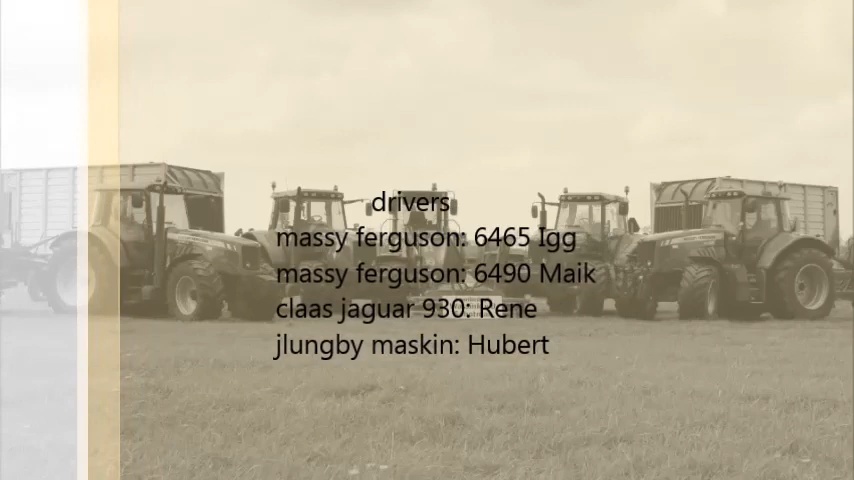 drivers
massy ferguson: 6465 Igg
massy ferguson: 6490 Maik
claas jaguar 930: Rene
jlungby maskin: Hubert